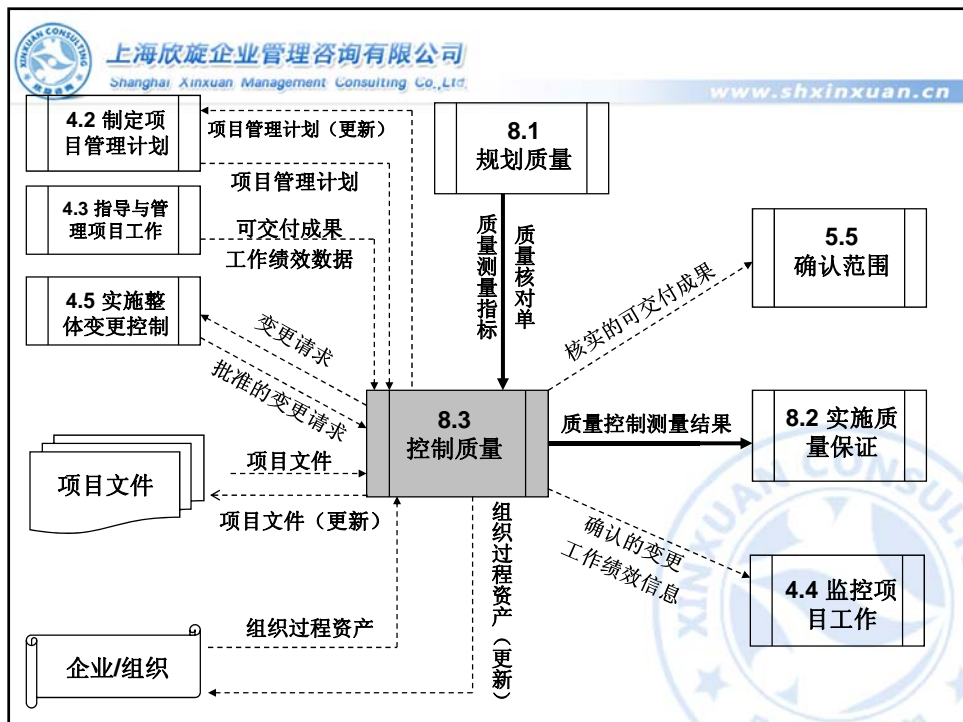 XINXUAN CONSULTING
上海欣旋企业管理咨询有限公司
Shanghai Xinxuan Management Consulting Co.,Ltd.
www.shxinxuan.cn
4.2 制定项
目管理计划
项目管理计划（更新）
项目管理计划
8.1
规划质量
4.3 指导与管
理项目工作
可交付成果
工作绩效数据
质量测量指标
质量核对单
5.5
确认范围
核实的可交付成果
4.5 实施整
体变更控制
变更请求
批准的变更请求
8.3
控制质量
质量控制测量结果
8.2 实施质
量保证
项目文件
项目文件
项目文件（更新）
组织过程资产（更新）
确认的变更
工作绩效信息
4.4 监控项
目工作
组织过程资产
企业/组织
XINXUAN CONSULTING